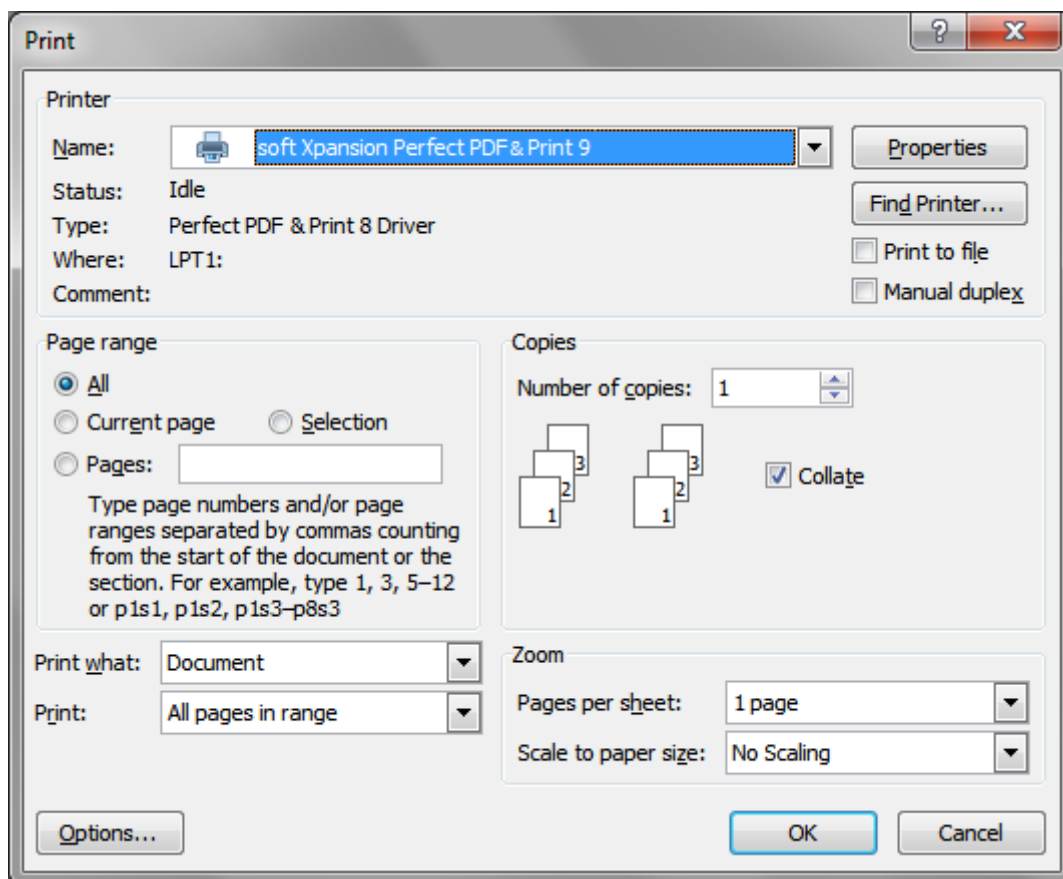 Print
Printer
Name: soft Xpansion Perfect PDF& Print 9
Properties
Status: Idle
Find Printer...
Type: Perfect PDF & Print 8 Driver
Where: LPT1:
Print to file
Comment:
Manual duplex
Page range
All
Current page Selection
Pages:
Type page numbers and/or page
ranges separated by commas counting
from the start of the document or the
section. For example, type 1, 3, 5–12
or p1s1, p1s2, p1s3–p8s3
Copies
Number of copies: 1
3 3
2 2
1 1
Collate
Print what: Document
Print: All pages in range
Zoom
Pages per sheet: 1 page
Scale to paper size: No Scaling
Options...
OK
Cancel